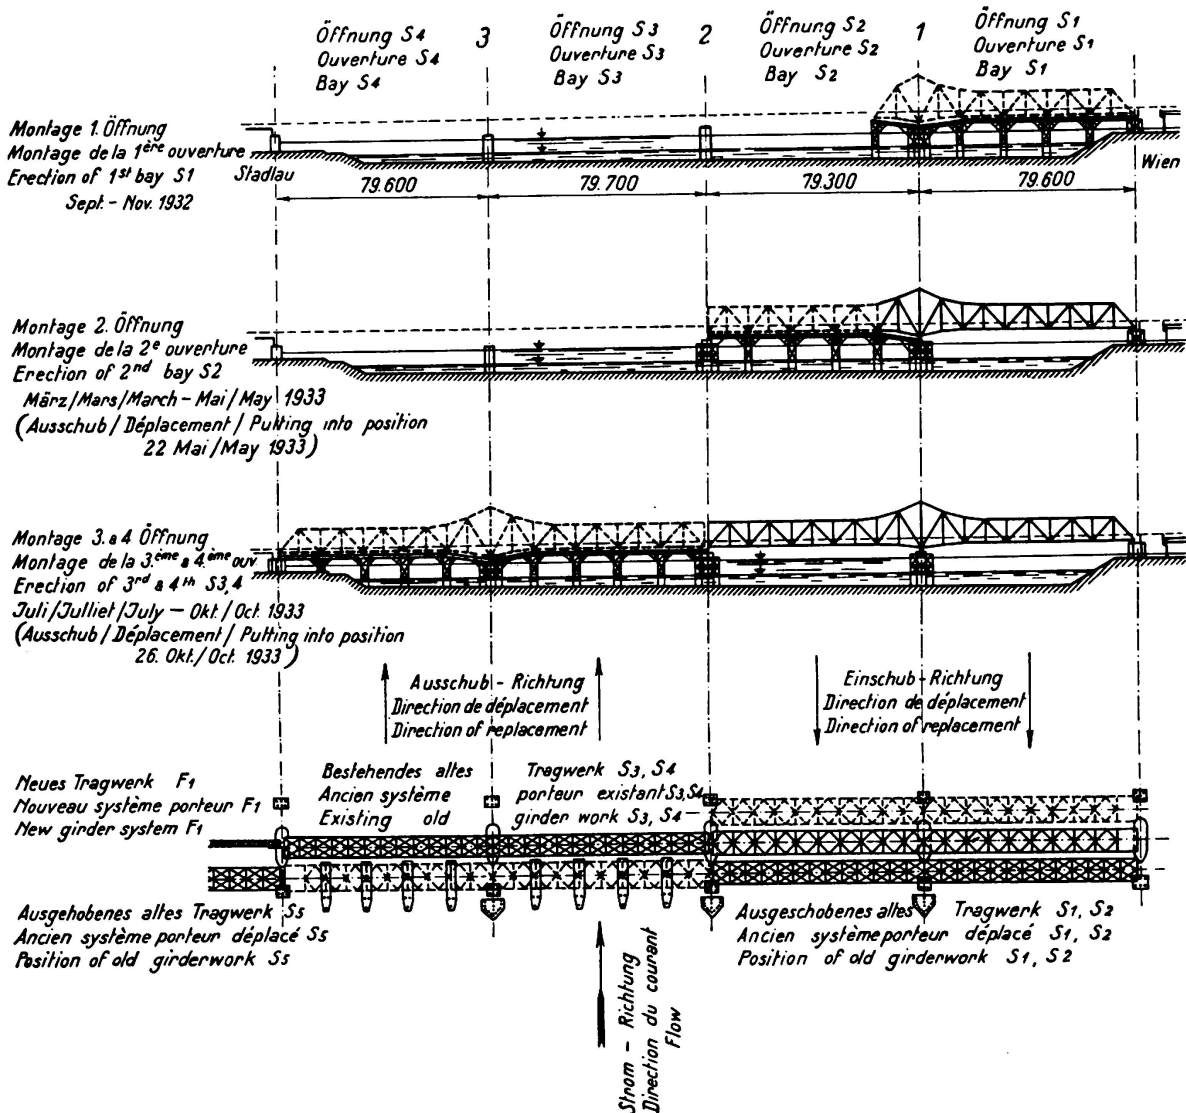 Öffnung S4
Ouverture S4
Bay S4
3
Öffnung S3
Ouverture S3
Bay S3
2
Öffnung S2
Ouverture S2
Bay S2
1
Öffnung S1
Ouverture S1
Bay S1
Montage 1. Öffnung
Montage de la 1ère ouverture
Erection of 1st bay S1
Sept. - Nov. 1932
Stadlau
Wien
79.600
79.700
79.300
79.600
Montage 2. Öffnung
Montage de la 2e ouverture
Erection of 2nd bay S2
März/Mars/March - Mai/May 1933
(Ausschub / Déplacement / Putting into position
22 Mai/May 1933)
Montage 3. a 4 Öffnung
Montage de la 3.ème a 4.ème ouv
Erection of 3rd a 4th S3,4
Juli/Julliet/July - Okt./Oct. 1933
(Ausschub / Déplacement / Putting into position
26. Okt./Oct. 1933)
Ausschub - Richtung
Direction de déplacement
Direction of replacement
Einschub - Richtung
Direction de déplacement
Direction of replacement
Neues Tragwerk F1
Nouveau système porteur F1
New girder system F1
Bestehendes altes Tragwerk S3, S4
Ancien système porteur existant S3, S4
Existing old girder work S3, S4
Ausgehobenes altes Tragwerk S5
Ancien système porteur déplacé S5
Position of old girderwork S5
Ausgeschobenes altes Tragwerk S1, S2
Ancien système porteur déplacé S1, S2
Position of old girderwork S1, S2
Strom - Richtung
Direction du courant
Flow